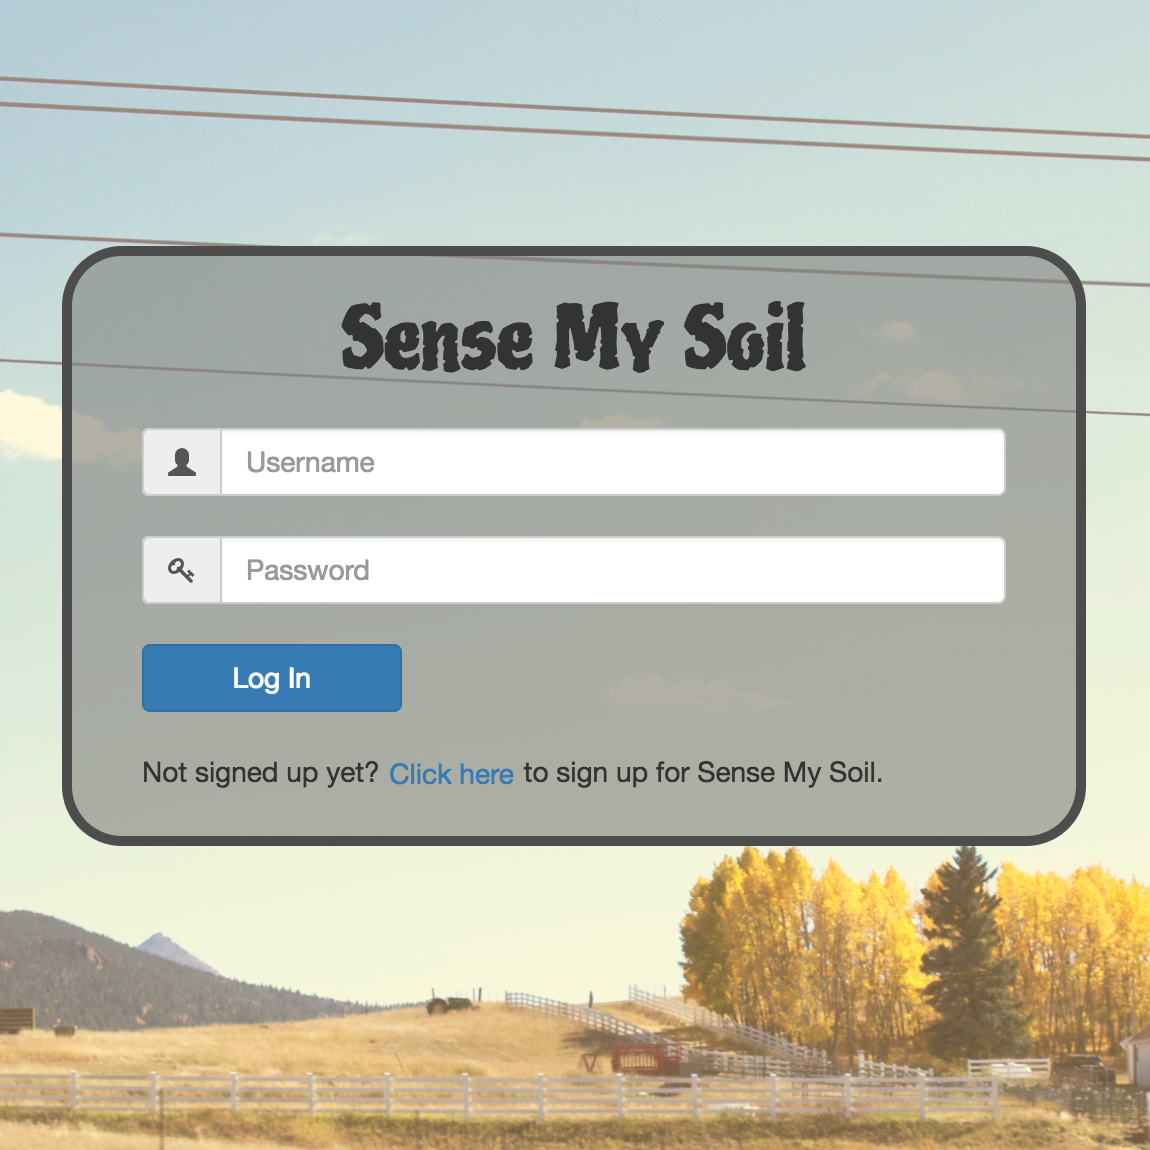 Sense My Soil
Username
Password
Log In
Not signed up yet? Click here to sign up for Sense My Soil.